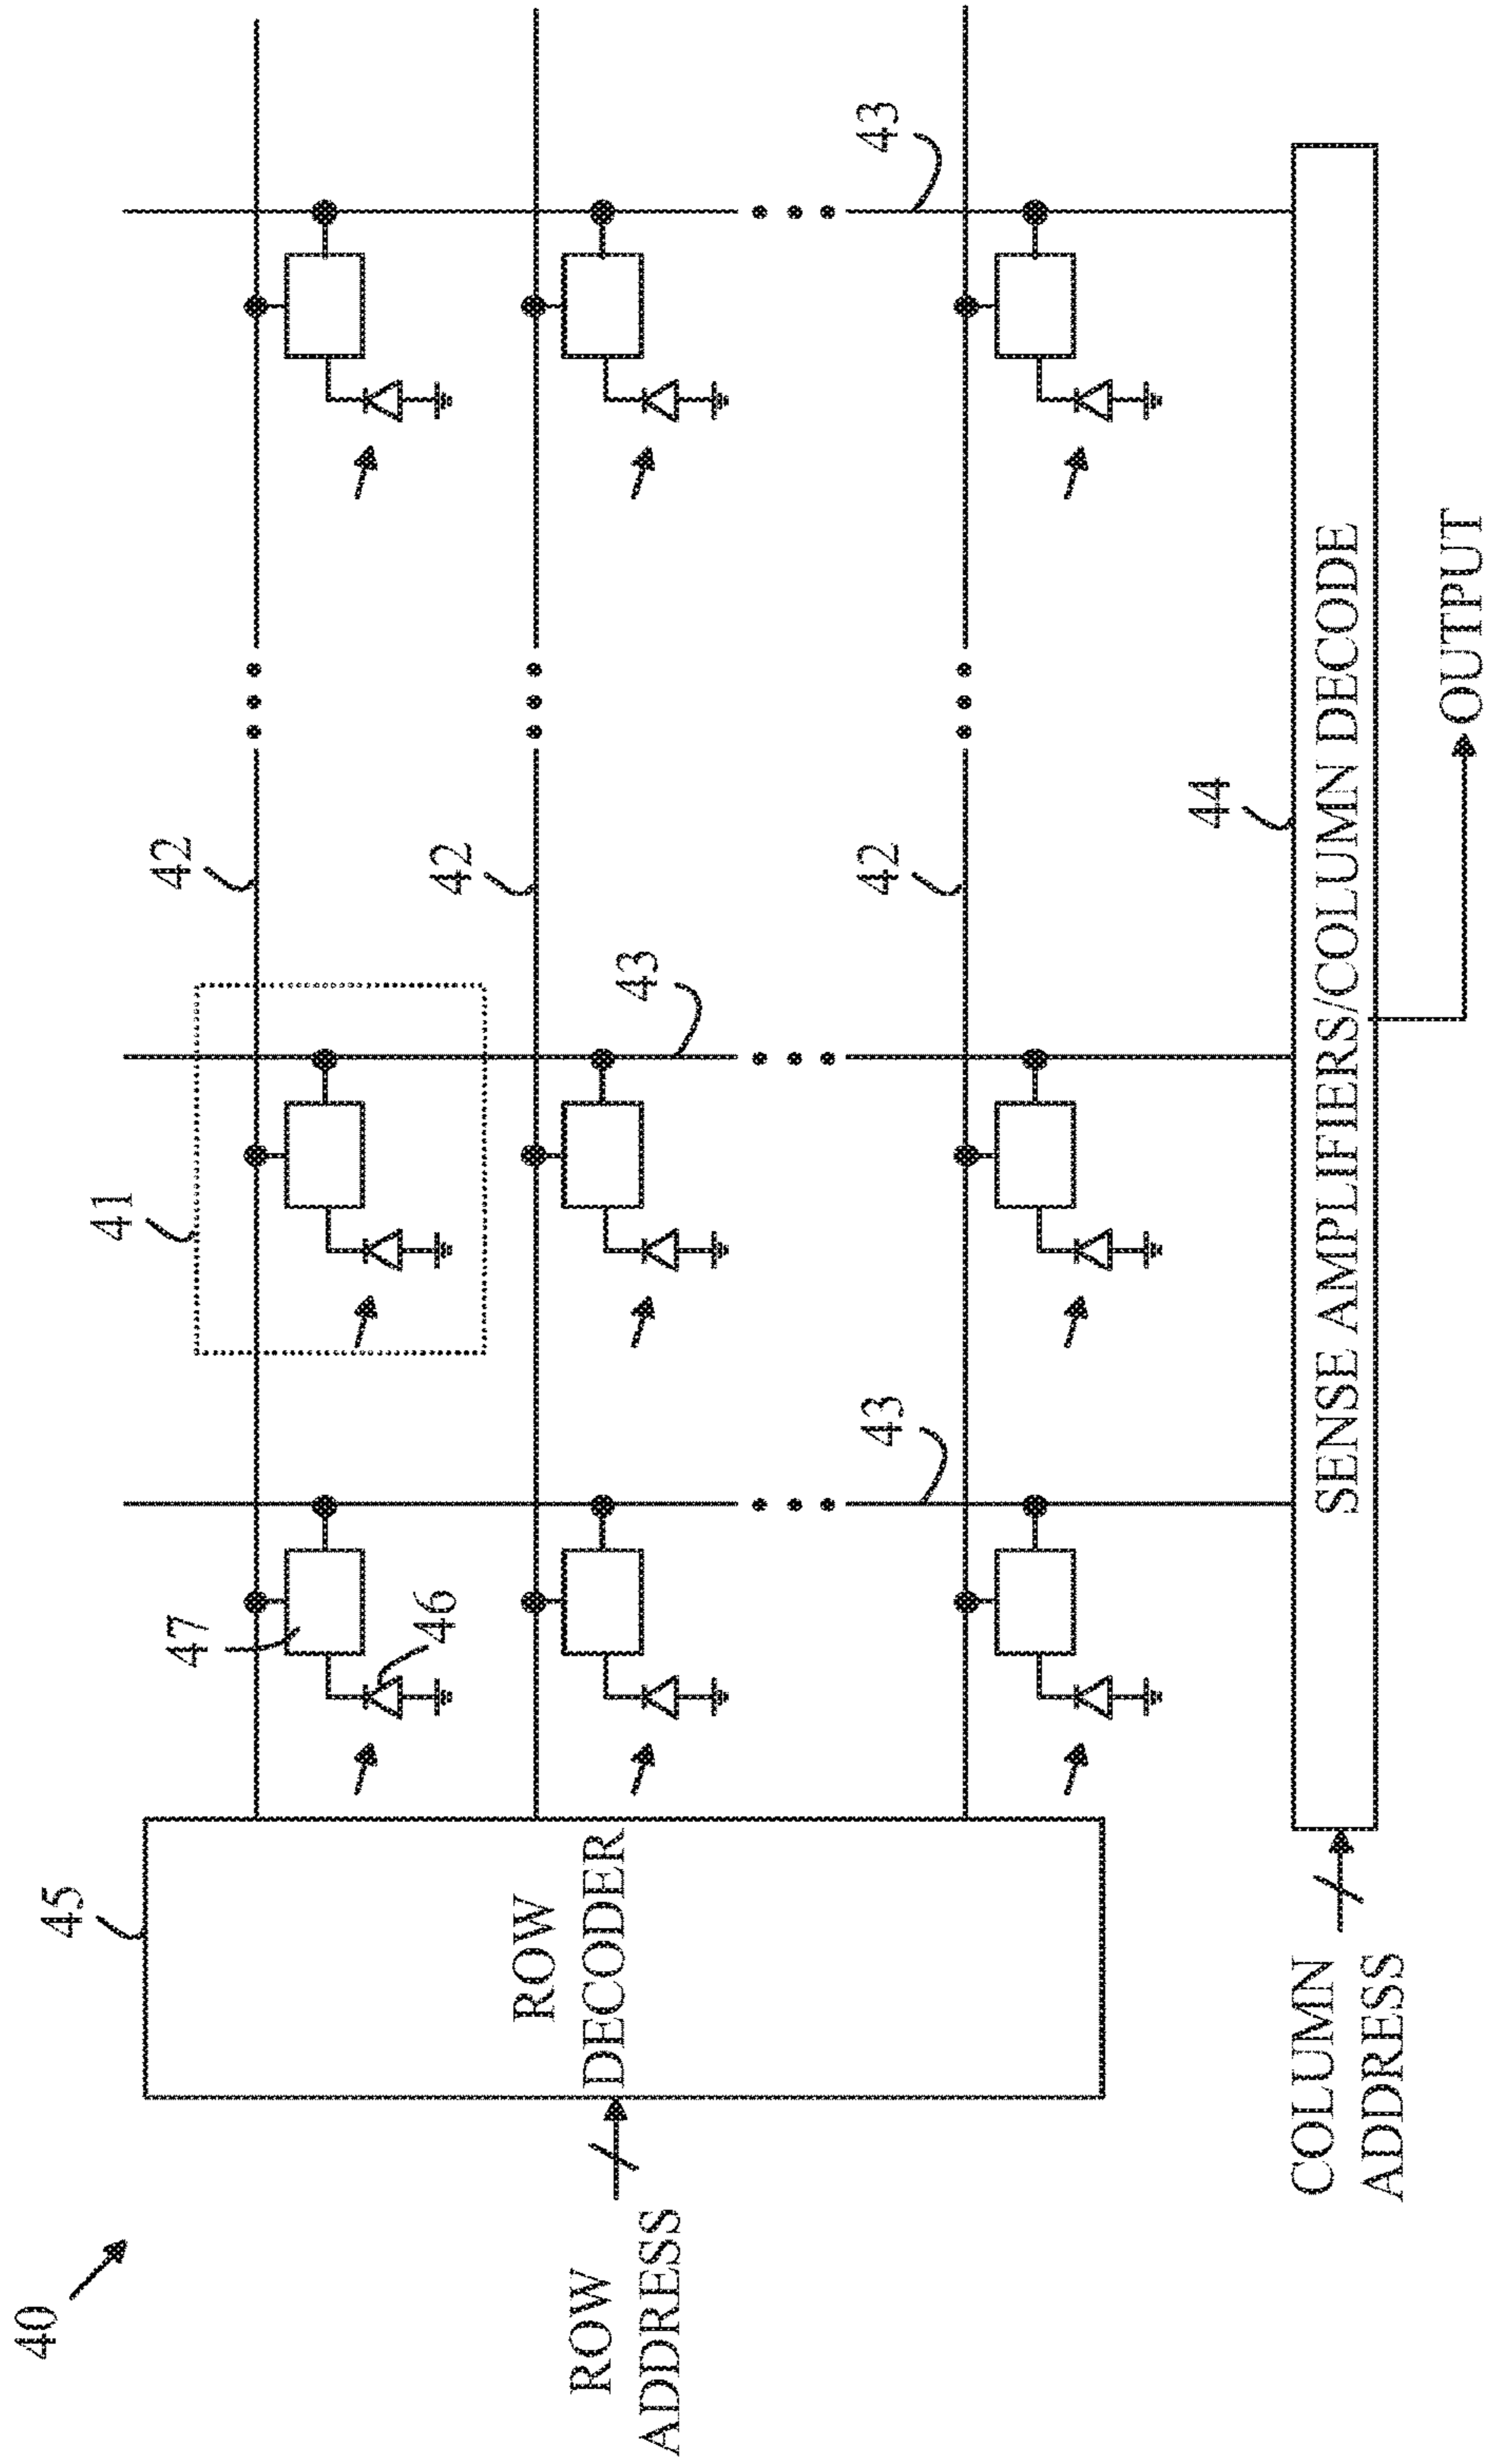 40
45
41
42
47
46
42
ROW
DECODER
ROW
ADDRESS
43
43
42
43
44
COLUMN
ADDRESS
SENSE AMPLIFIERS/COLUMN DECODE
OUTPUT